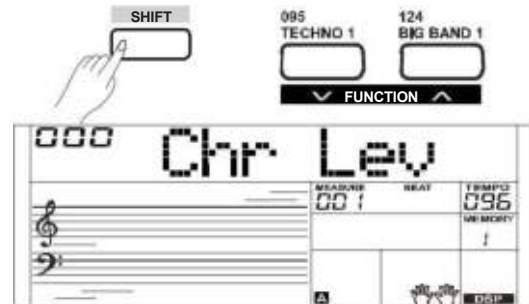 SHIFT
095
TECHNO 1
124
BIG BAND 1
FUNCTION
000
Chr Lev
MEASURE
BEAT
TEMPO
001
096
MEMORY
1
A
DSP